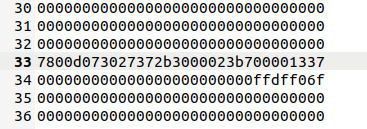 30 00000000000000000000000000000000
31 00000000000000000000000000000000
32 00000000000000000000000000000000
33 7800d073027372b3000023b700001337
34 000000000000000000000000ffdff06f
35 00000000000000000000000000000000
36 00000000000000000000000000000000